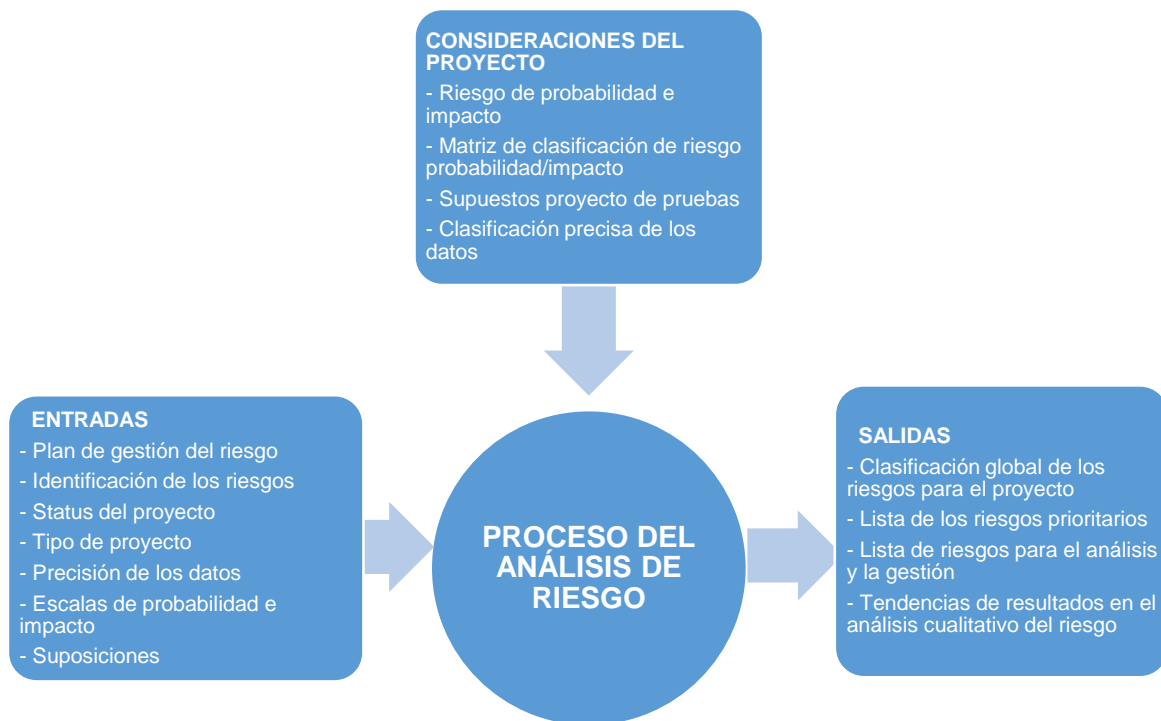 CONSIDERACIONES DEL
PROYECTO
- Riesgo de probabilidad e
impacto
- Matriz de clasificación de riesgo
probabilidad/impacto
- Supuestos proyecto de pruebas
- Clasificación precisa de los
datos
ENTRADAS
- Plan de gestión del riesgo
- Identificación de los riesgos
- Status del proyecto
- Tipo de proyecto
- Precisión de los datos
- Escalas de probabilidad e
impacto
- Suposiciones
PROCESO DEL
ANÁLISIS DE
RIESGO
SALIDAS
- Clasificación global de los
riesgos para el proyecto
- Lista de los riesgos prioritarios
- Lista de riesgos para el análisis
y la gestión
- Tendencias de resultados en el
análisis cualitativo del riesgo